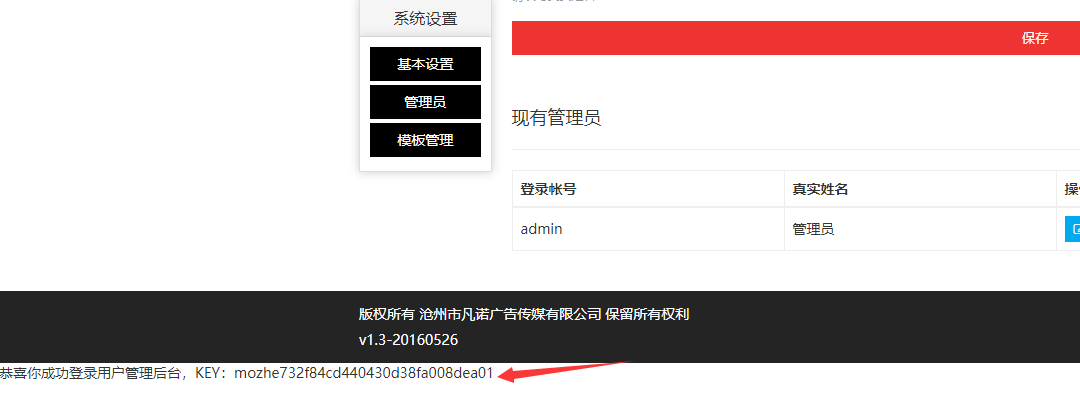 系统设置
基本设置
管理员
模板管理
保存
现有管理员
登录帐号 真实姓名
admin 管理员
版权所有 沧州市凡诺广告传媒有限公司 保留所有权利
v1.3-20160526
恭喜你成功登录用户管理后台，KEY：mozhe732f84cd440430d38fa008dea01